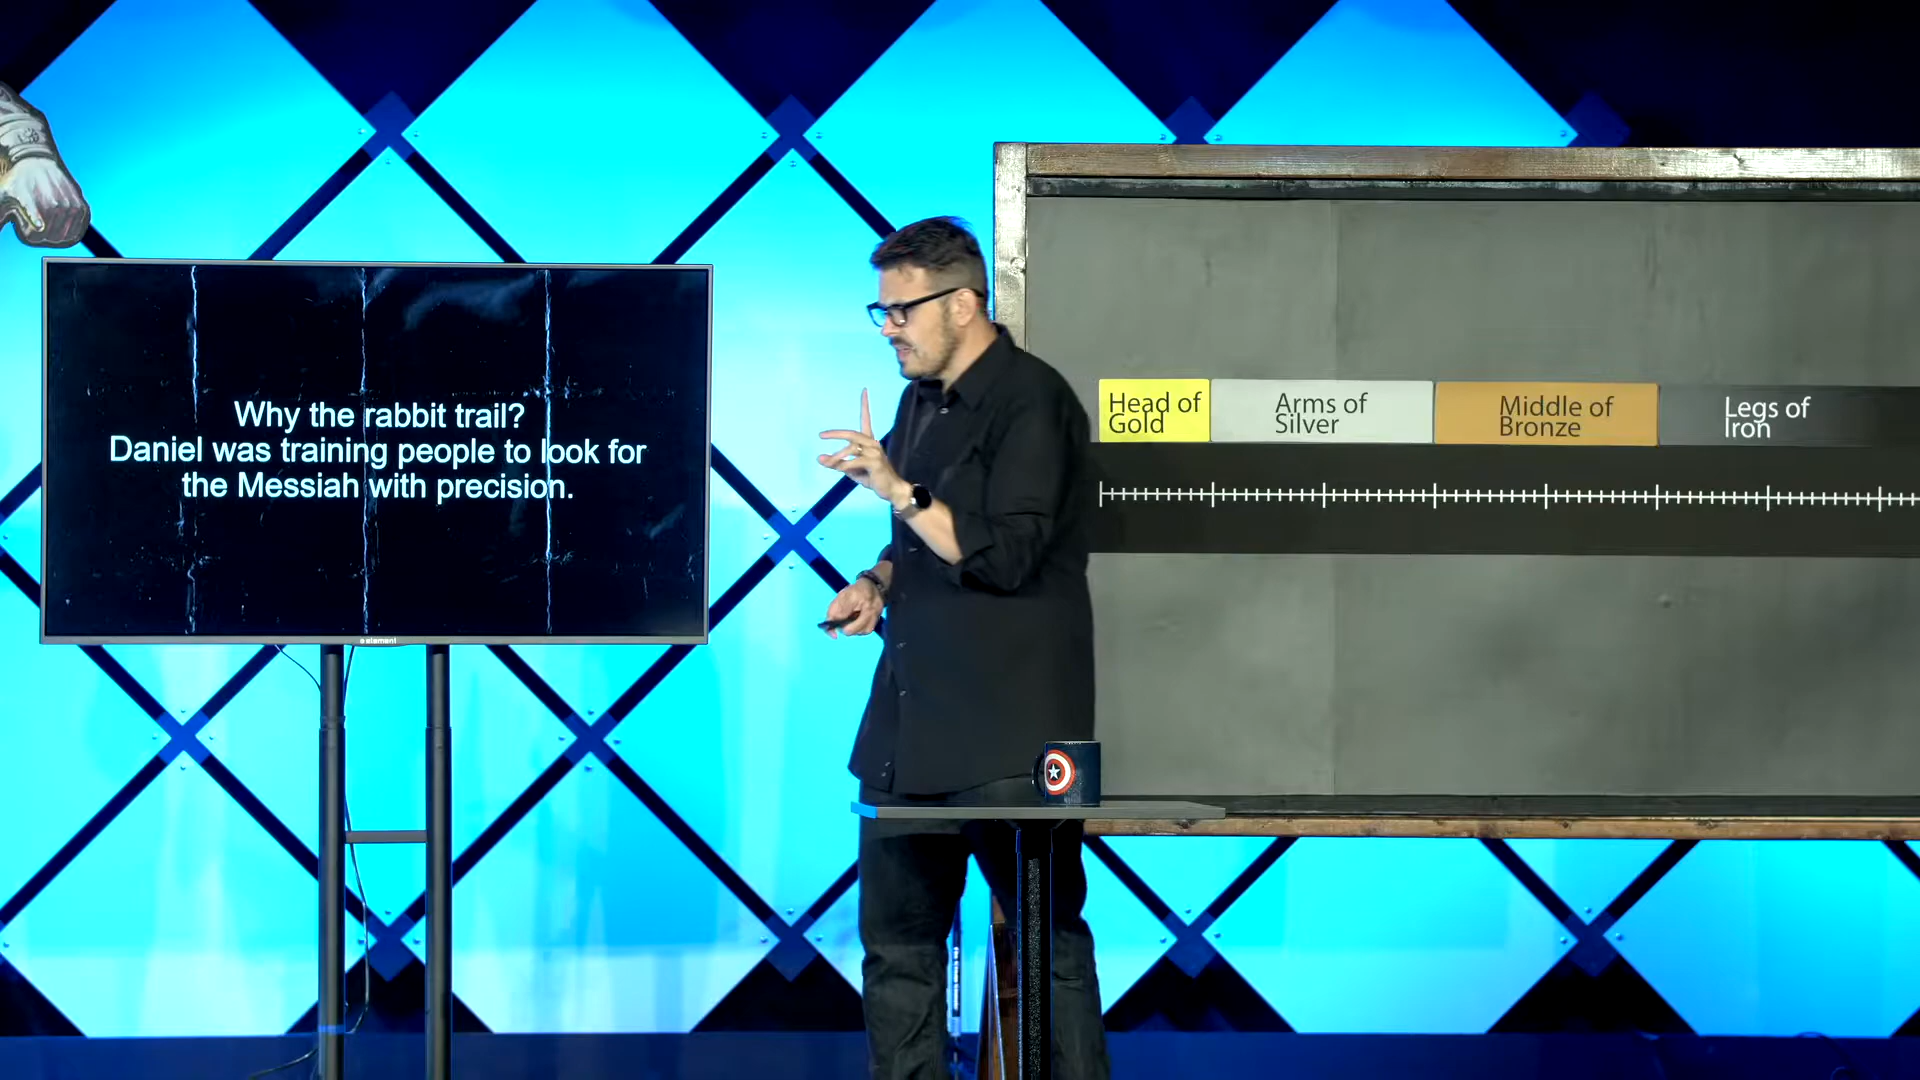 Why the rabbit trail?
Daniel was training people to look for
the Messiah with precision.
element
Head of
Gold
Arms of
Silver
Middle of
Bronze
Legs of
Iron